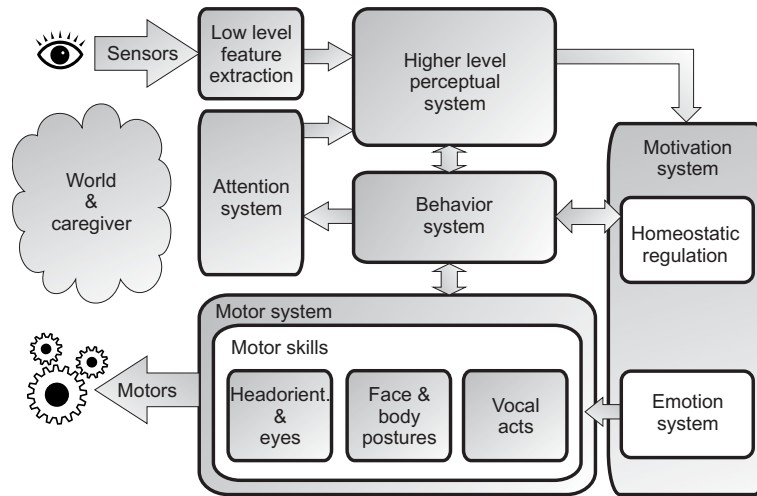 Sensors
Low level
feature
extraction
Higher level
perceptual
system
World
&
caregiver
Attention
system
Behavior
system
Motivation
system
Homeostatic
regulation
Motor system
Motor skills
Motors
Headorient.
&
eyes
Face &
body
postures
Vocal
acts
Emotion
system